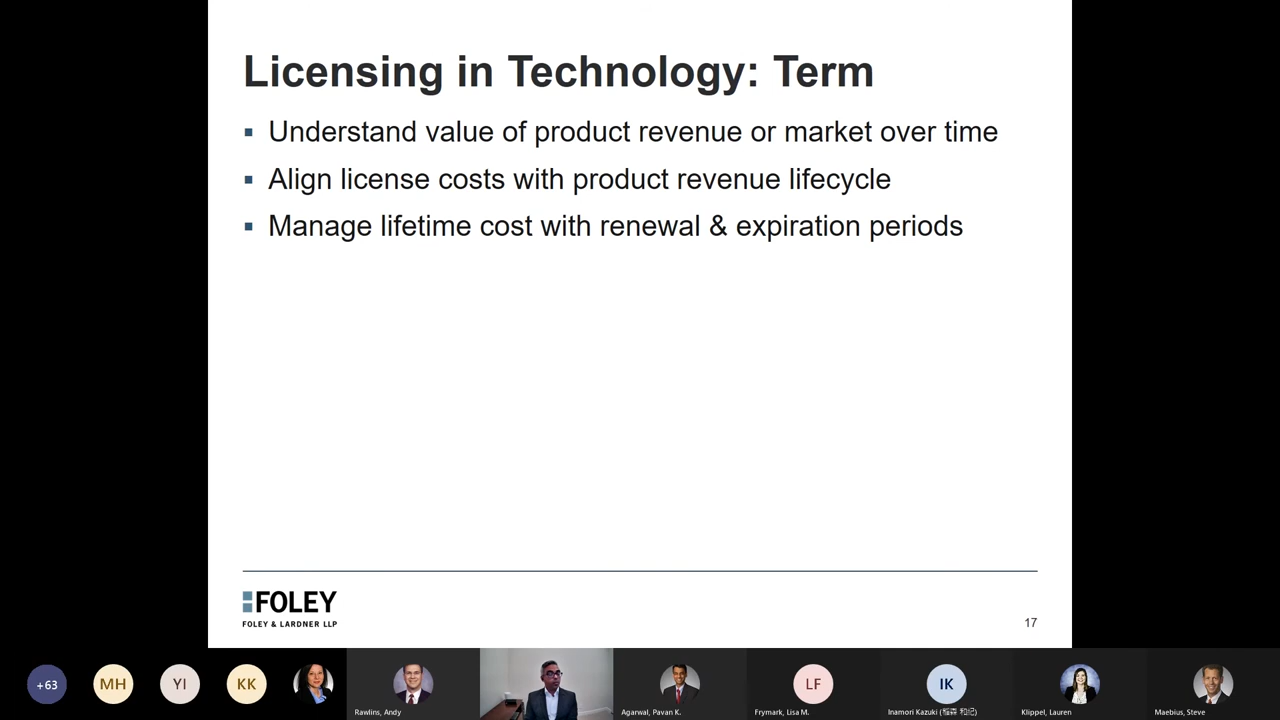 Licensing in Technology: Term
Understand value of product revenue or market over time
Align license costs with product revenue lifecycle
Manage lifetime cost with renewal & expiration periods
FOLEY
FOLEY & LARDNER LLP
17
+63
MH
YI
KK
LF
IK
Rawlins, Andy
Agarwal, Pavan K.
Frymark, Lisa M.
Inamori Kazuki
Klippel, Lauren
Maebius, Steve